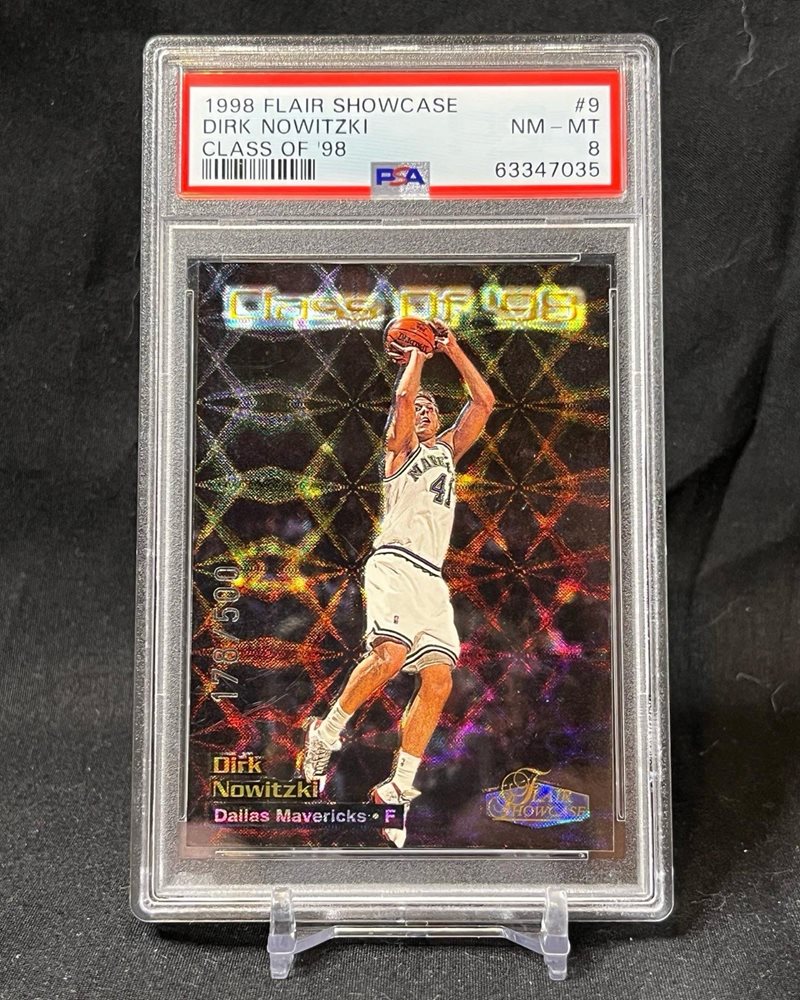 1998 FLAIR SHOWCASE #9
DIRK NOWITZKI NM - MT
CLASS OF '98 8
PSA 63347035
Class Of '98
41
178/500
Dirk
Nowitzki
Dallas Mavericks • F
FLAIR
SHOWCASE